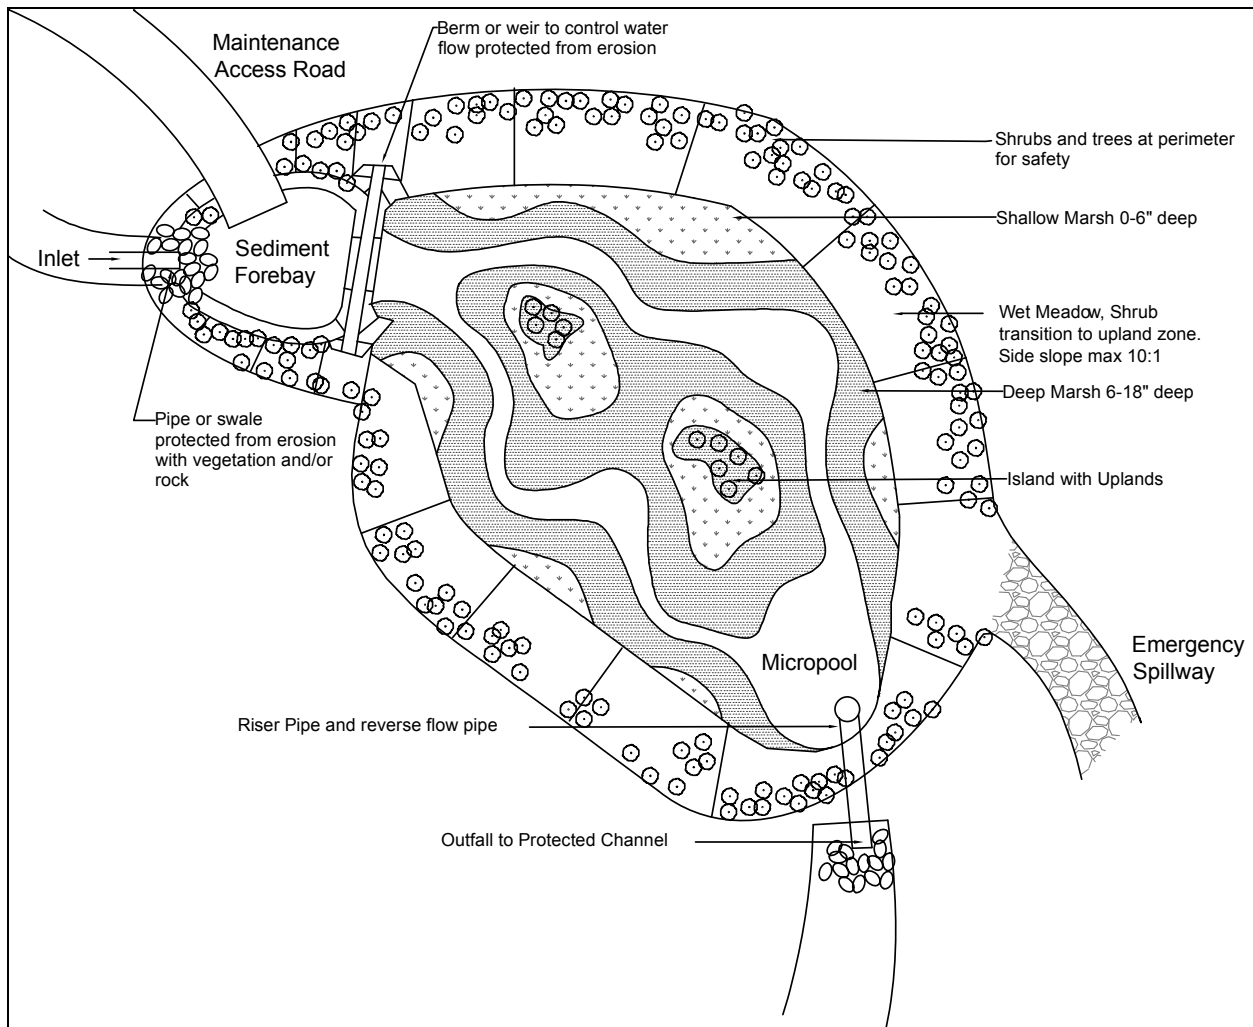 Berm or weir to control water
flow protected from erosion
Maintenance
Access Road
Shrubs and trees at perimeter
for safety
Shallow Marsh 0-6" deep
Inlet
Sediment
Forebay
Wet Meadow, Shrub
transition to upland zone.
Side slope max 10:1
Deep Marsh 6-18" deep
Pipe or swale
protected from erosion
with vegetation and/or
rock
Island with Uplands
Emergency
Spillway
Micropool
Riser Pipe and reverse flow pipe
Outfall to Protected Channel